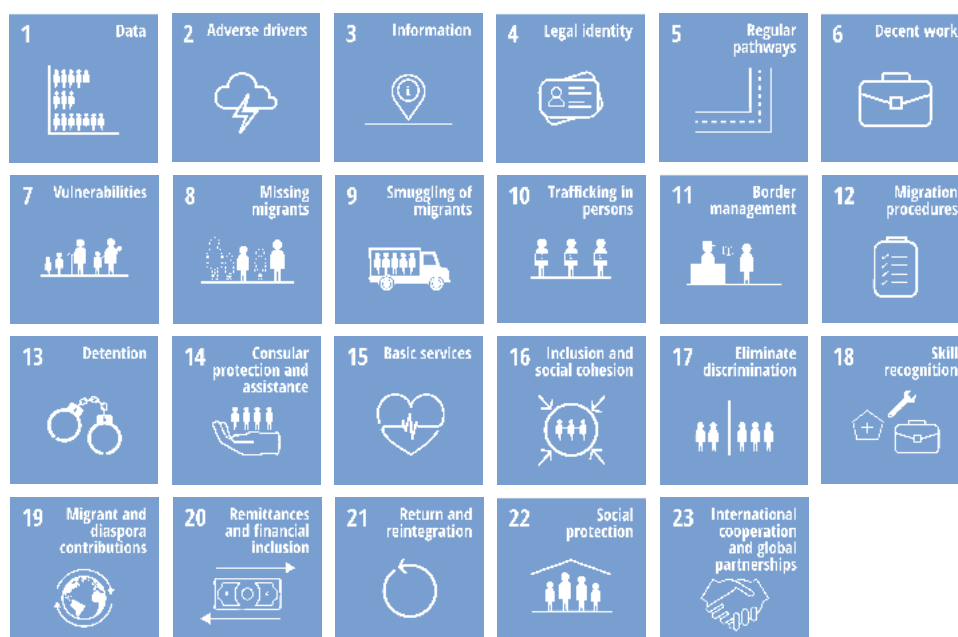 1 Data
2 Adverse drivers
3 Information
4 Legal identity
5 Regular
pathways
6 Decent work
7 Vulnerabilities
8 Missing
migrants
9 Smuggling of
migrants
10 Trafficking in
persons
11 Border
management
12 Migration
procedures
13 Detention
14 Consular
protection and
assistance
15 Basic services
16 Inclusion and
social cohesion
17 Eliminate
discrimination
18 Skill
recognition
19 Migrant and
diaspora
contributions
20 Remittances
and financial
inclusion
21 Return and
reintegration
22 Social
protection
23 International
cooperation
and global
partnerships